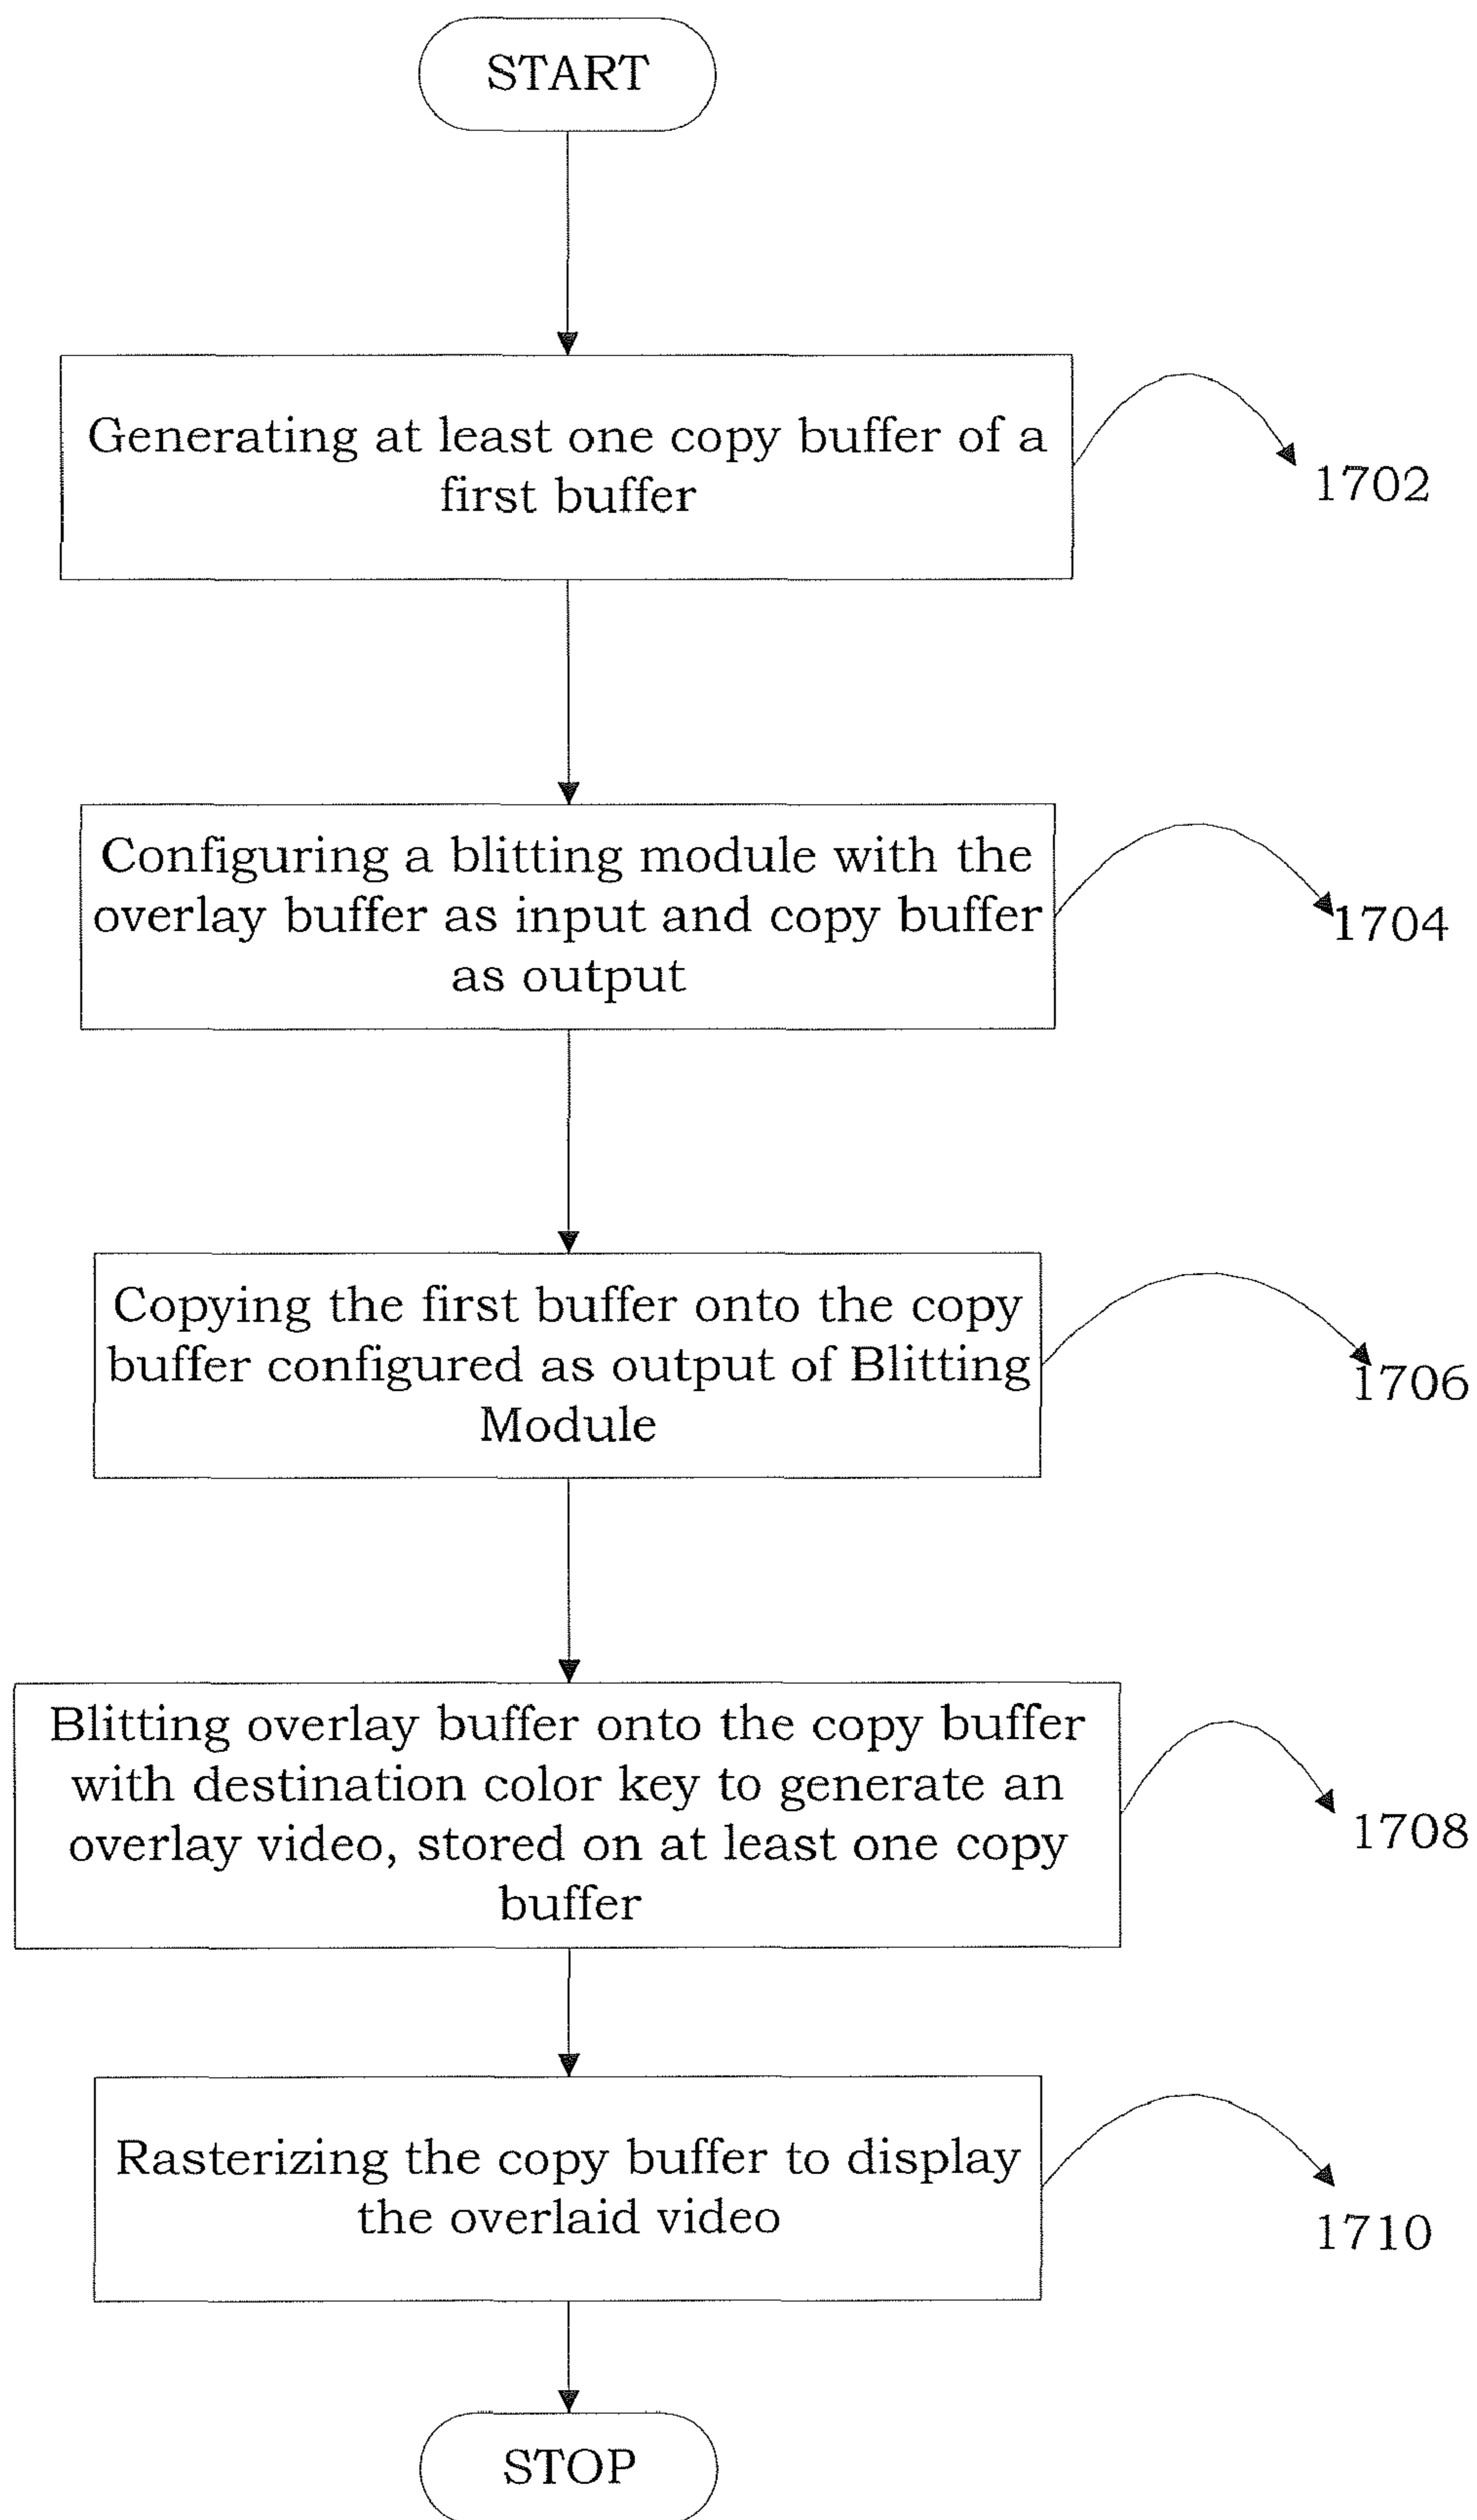 START
Generating at least one copy buffer of a
first buffer
1702
Configuring a blitting module with the
overlay buffer as input and copy buffer
as output
1704
Copying the first buffer onto the copy
buffer configured as output of Blitting
Module
1706
Blitting overlay buffer onto the copy buffer
with destination color key to generate an
overlay video, stored on at least one copy
buffer
1708
Rasterizing the copy buffer to display
the overlaid video
1710
STOP